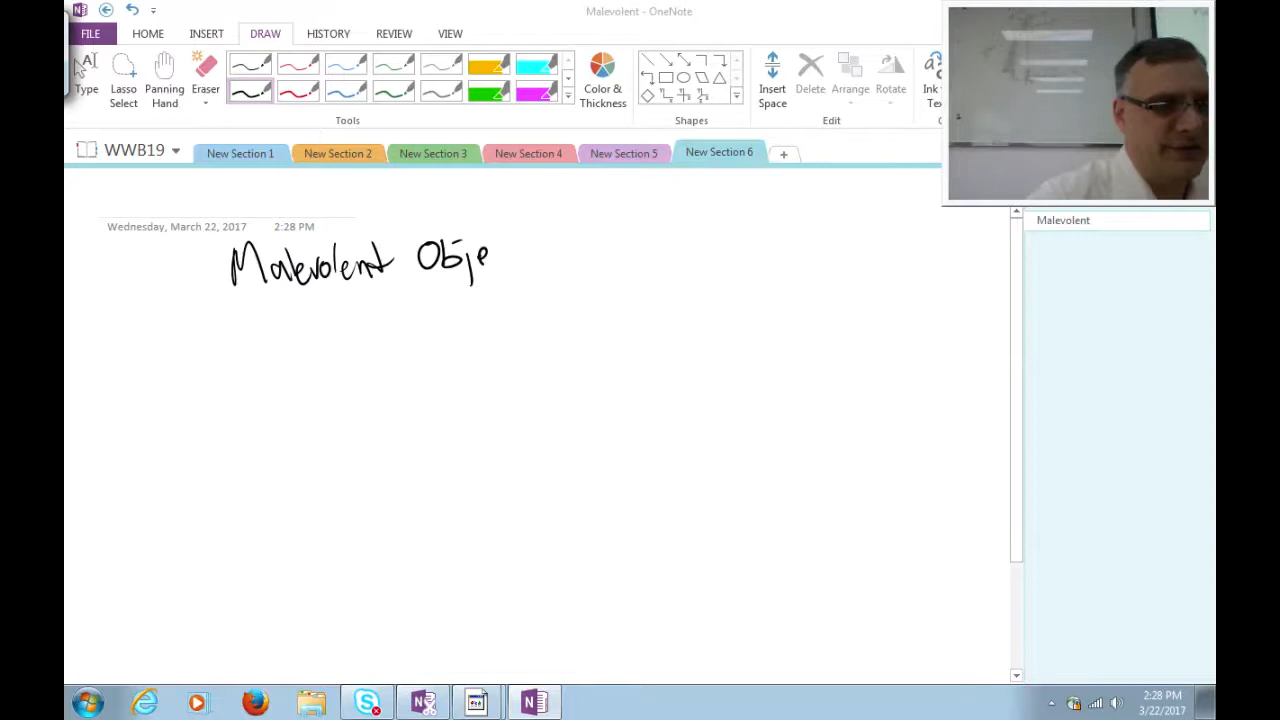 Malevolent - OneNote
FILE HOME INSERT DRAW HISTORY REVIEW VIEW
Type
Lasso Select
Panning Hand
Eraser
Color & Thickness
Insert Space
Delete
Arrange
Rotate
Ink
Tex
Tools
Shapes
Edit
WWB19
New Section 1
New Section 2
New Section 3
New Section 4
New Section 5
New Section 6
Malevolent
Wednesday, March 22, 2017 2:28 PM
Malevolent Obje
2:28 PM
3/22/2017